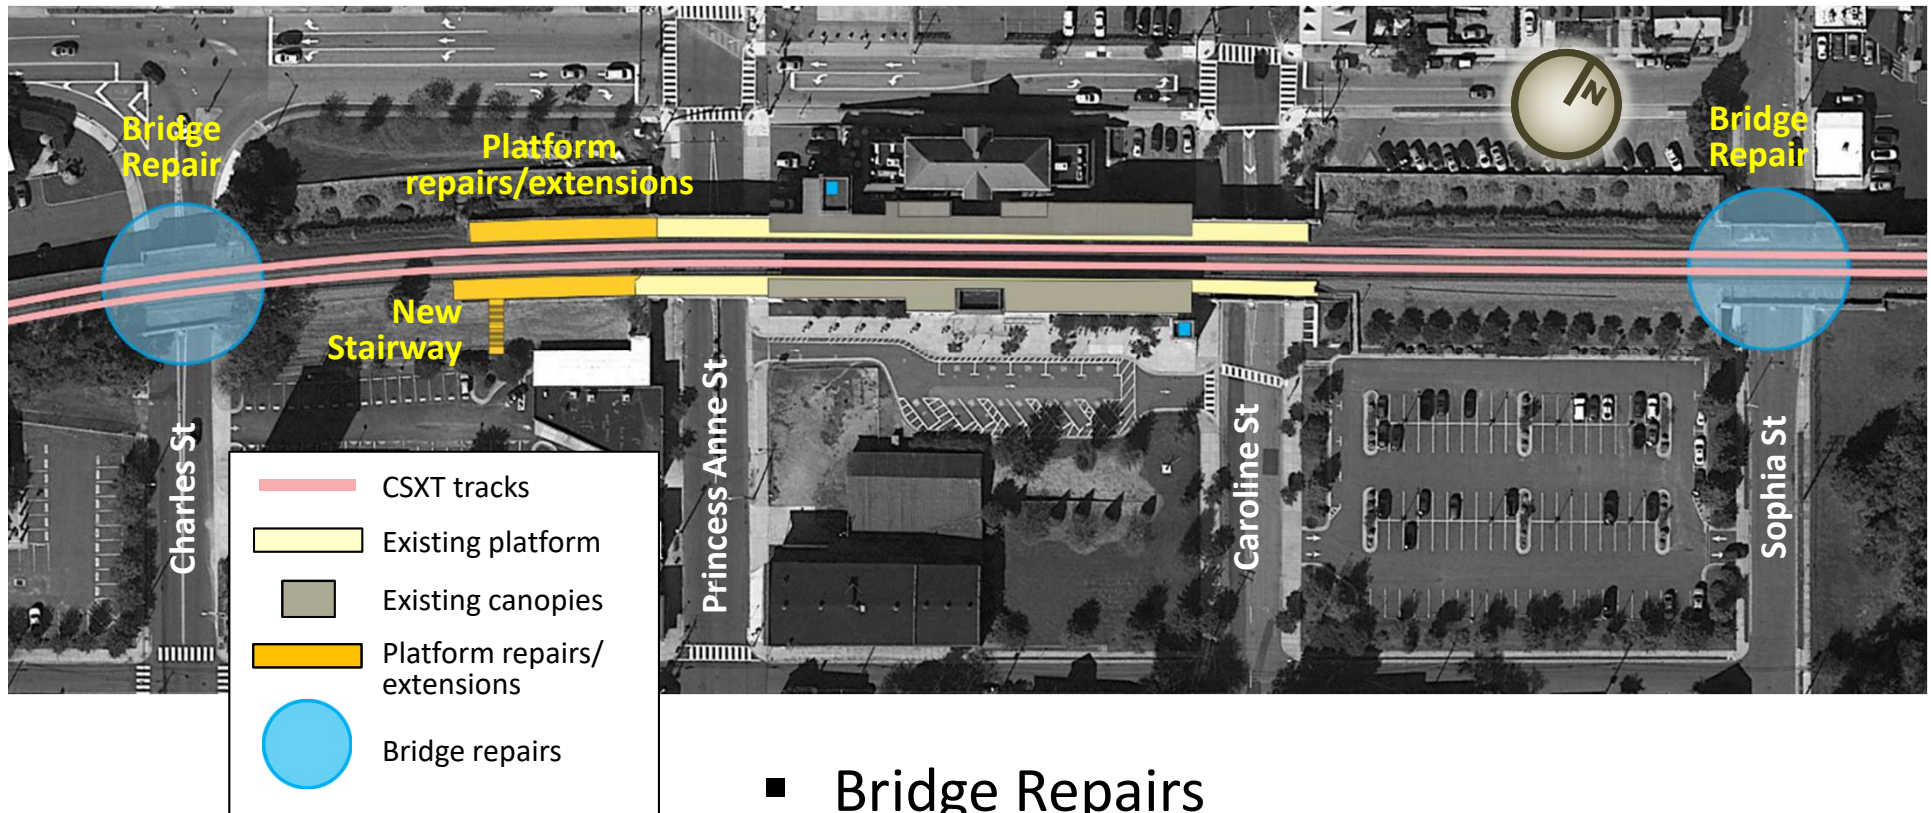 Bridge
Repair
Platform
repairs/extensions
N
Bridge
Repair
New
Stairway
Charles St
Princess Anne St
Caroline St
Sophia St
CSXT tracks
Existing platform
Existing canopies
Platform repairs/
extensions
Bridge repairs
▪ Bridge Repairs